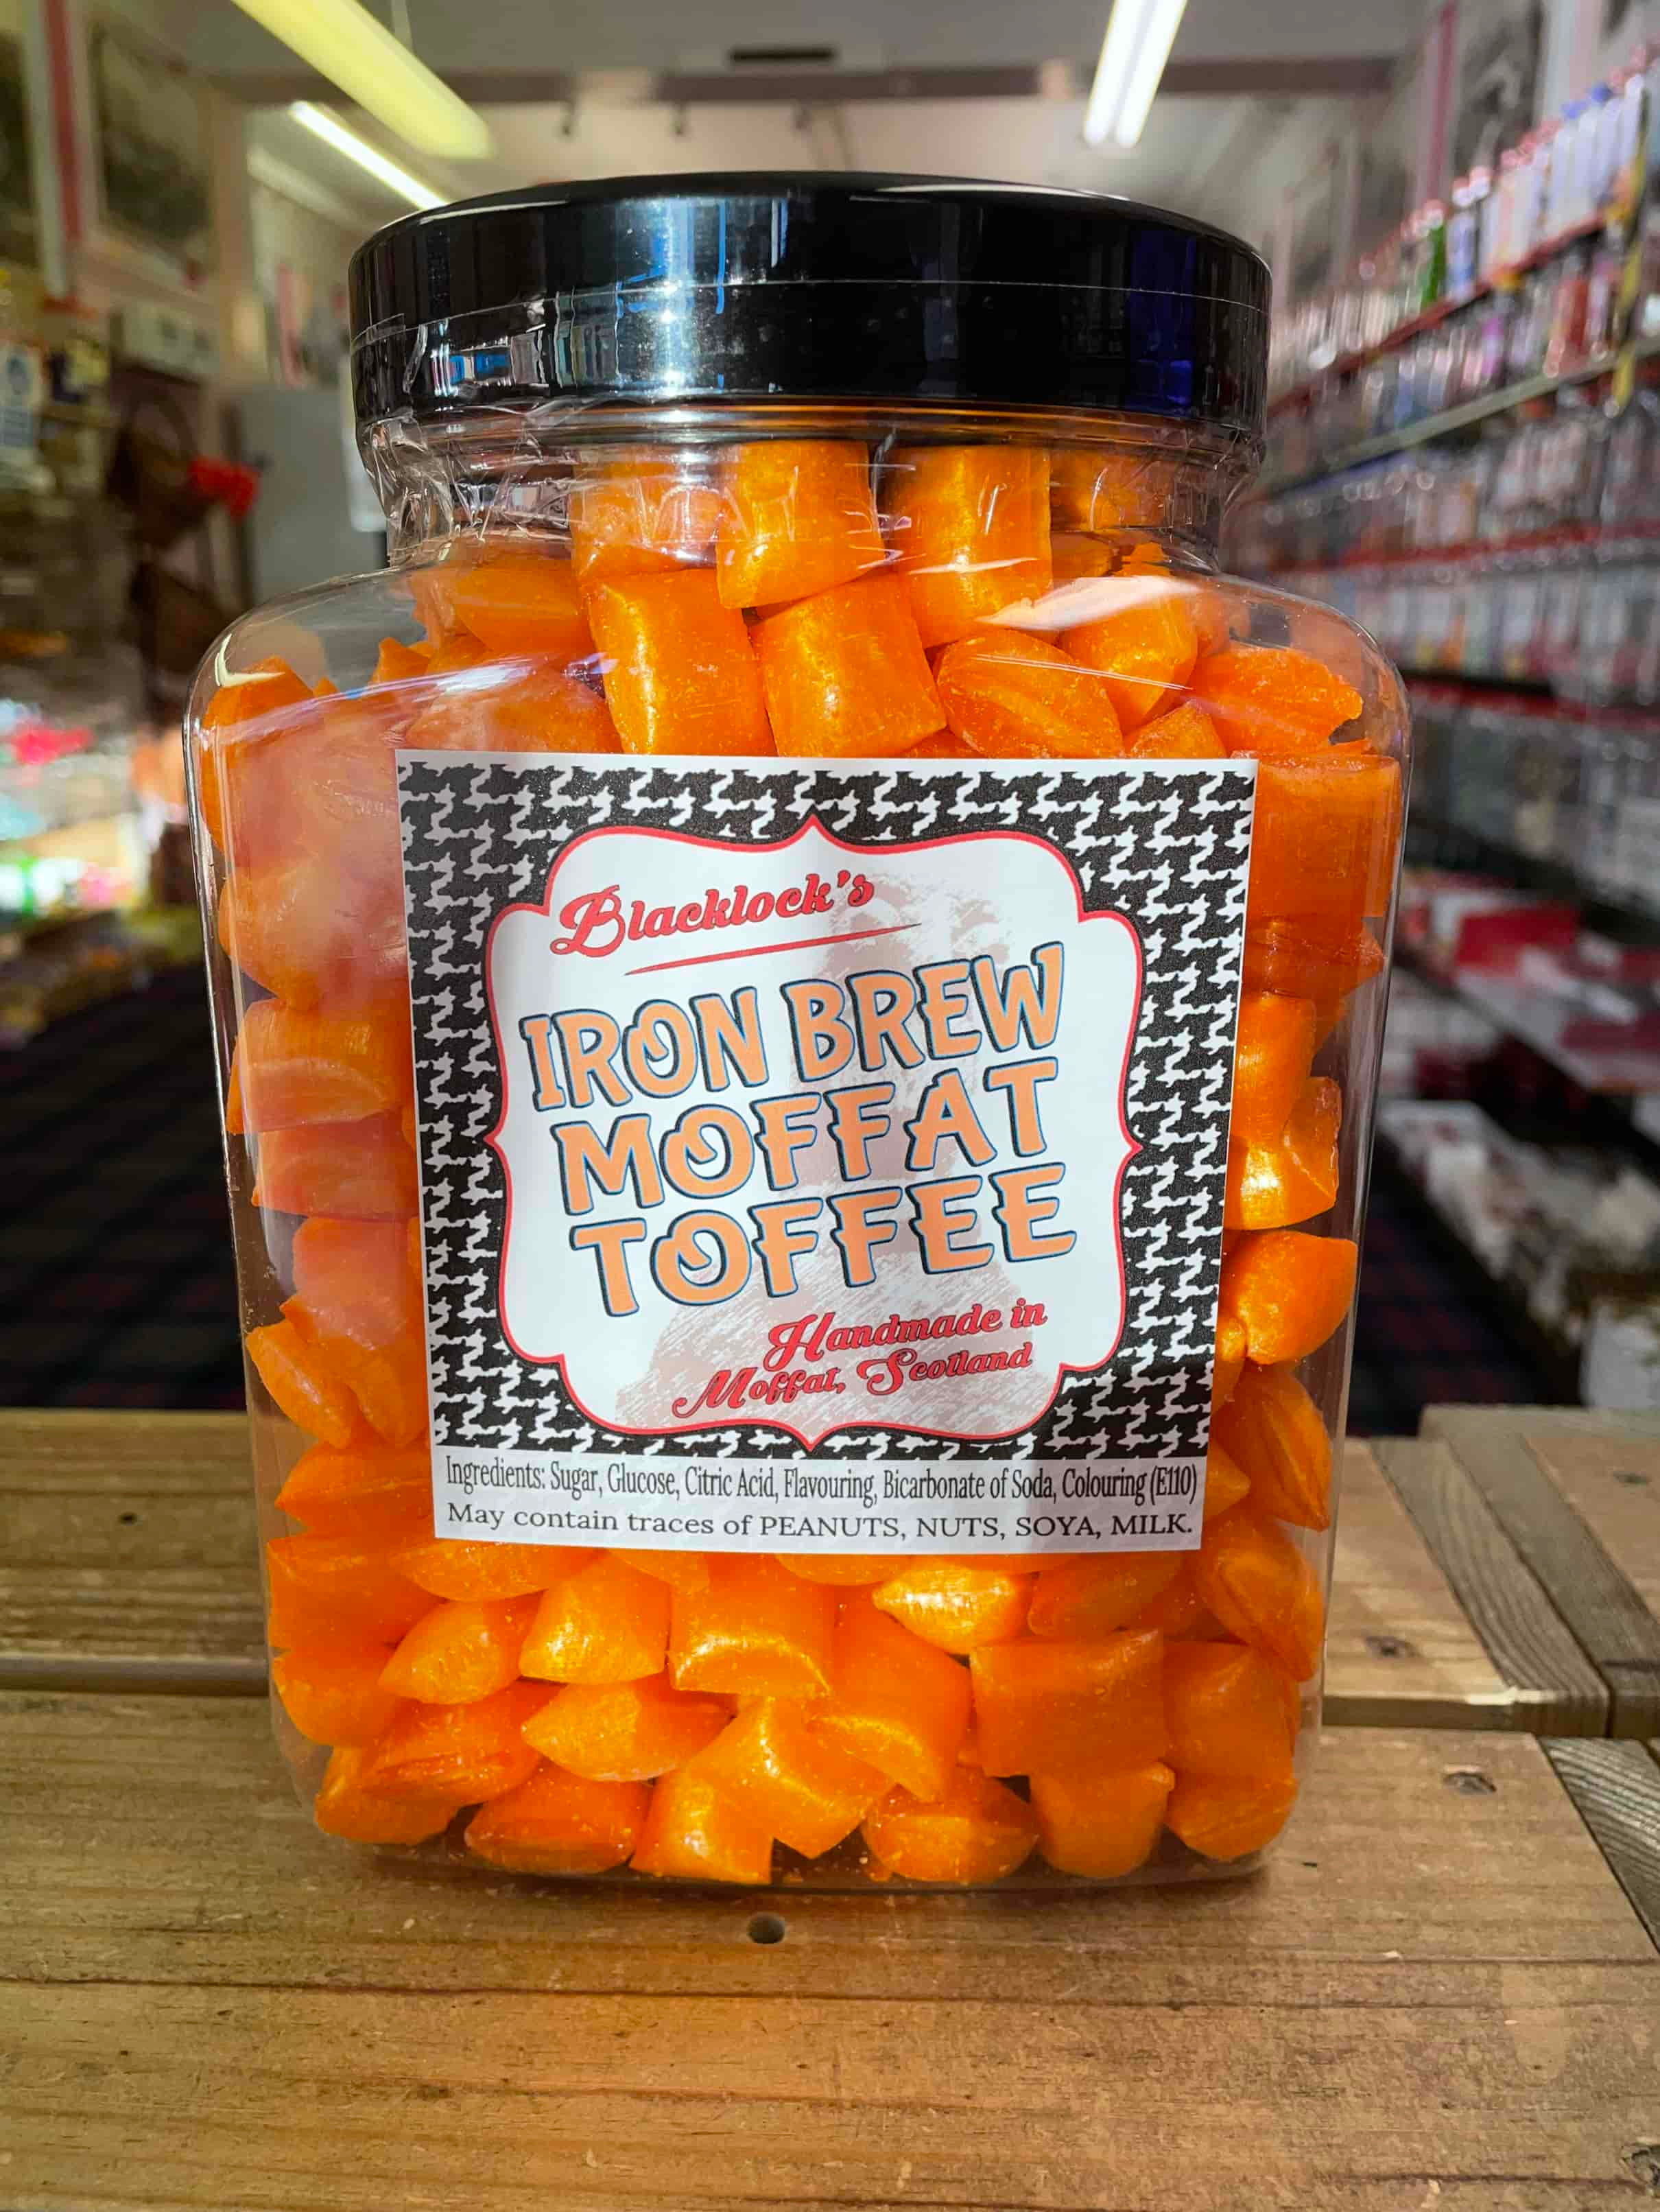 Blacklock's
IRON BREW
MOFFAT
TOFFEE
Handmade in
Moffat, Scotland
Ingredients: Sugar, Glucose, Citric Acid, Flavouring, Bicarbonate of Soda, Colouring (E110)
May contain traces of PEANUTS, NUTS, SOYA, MILK.